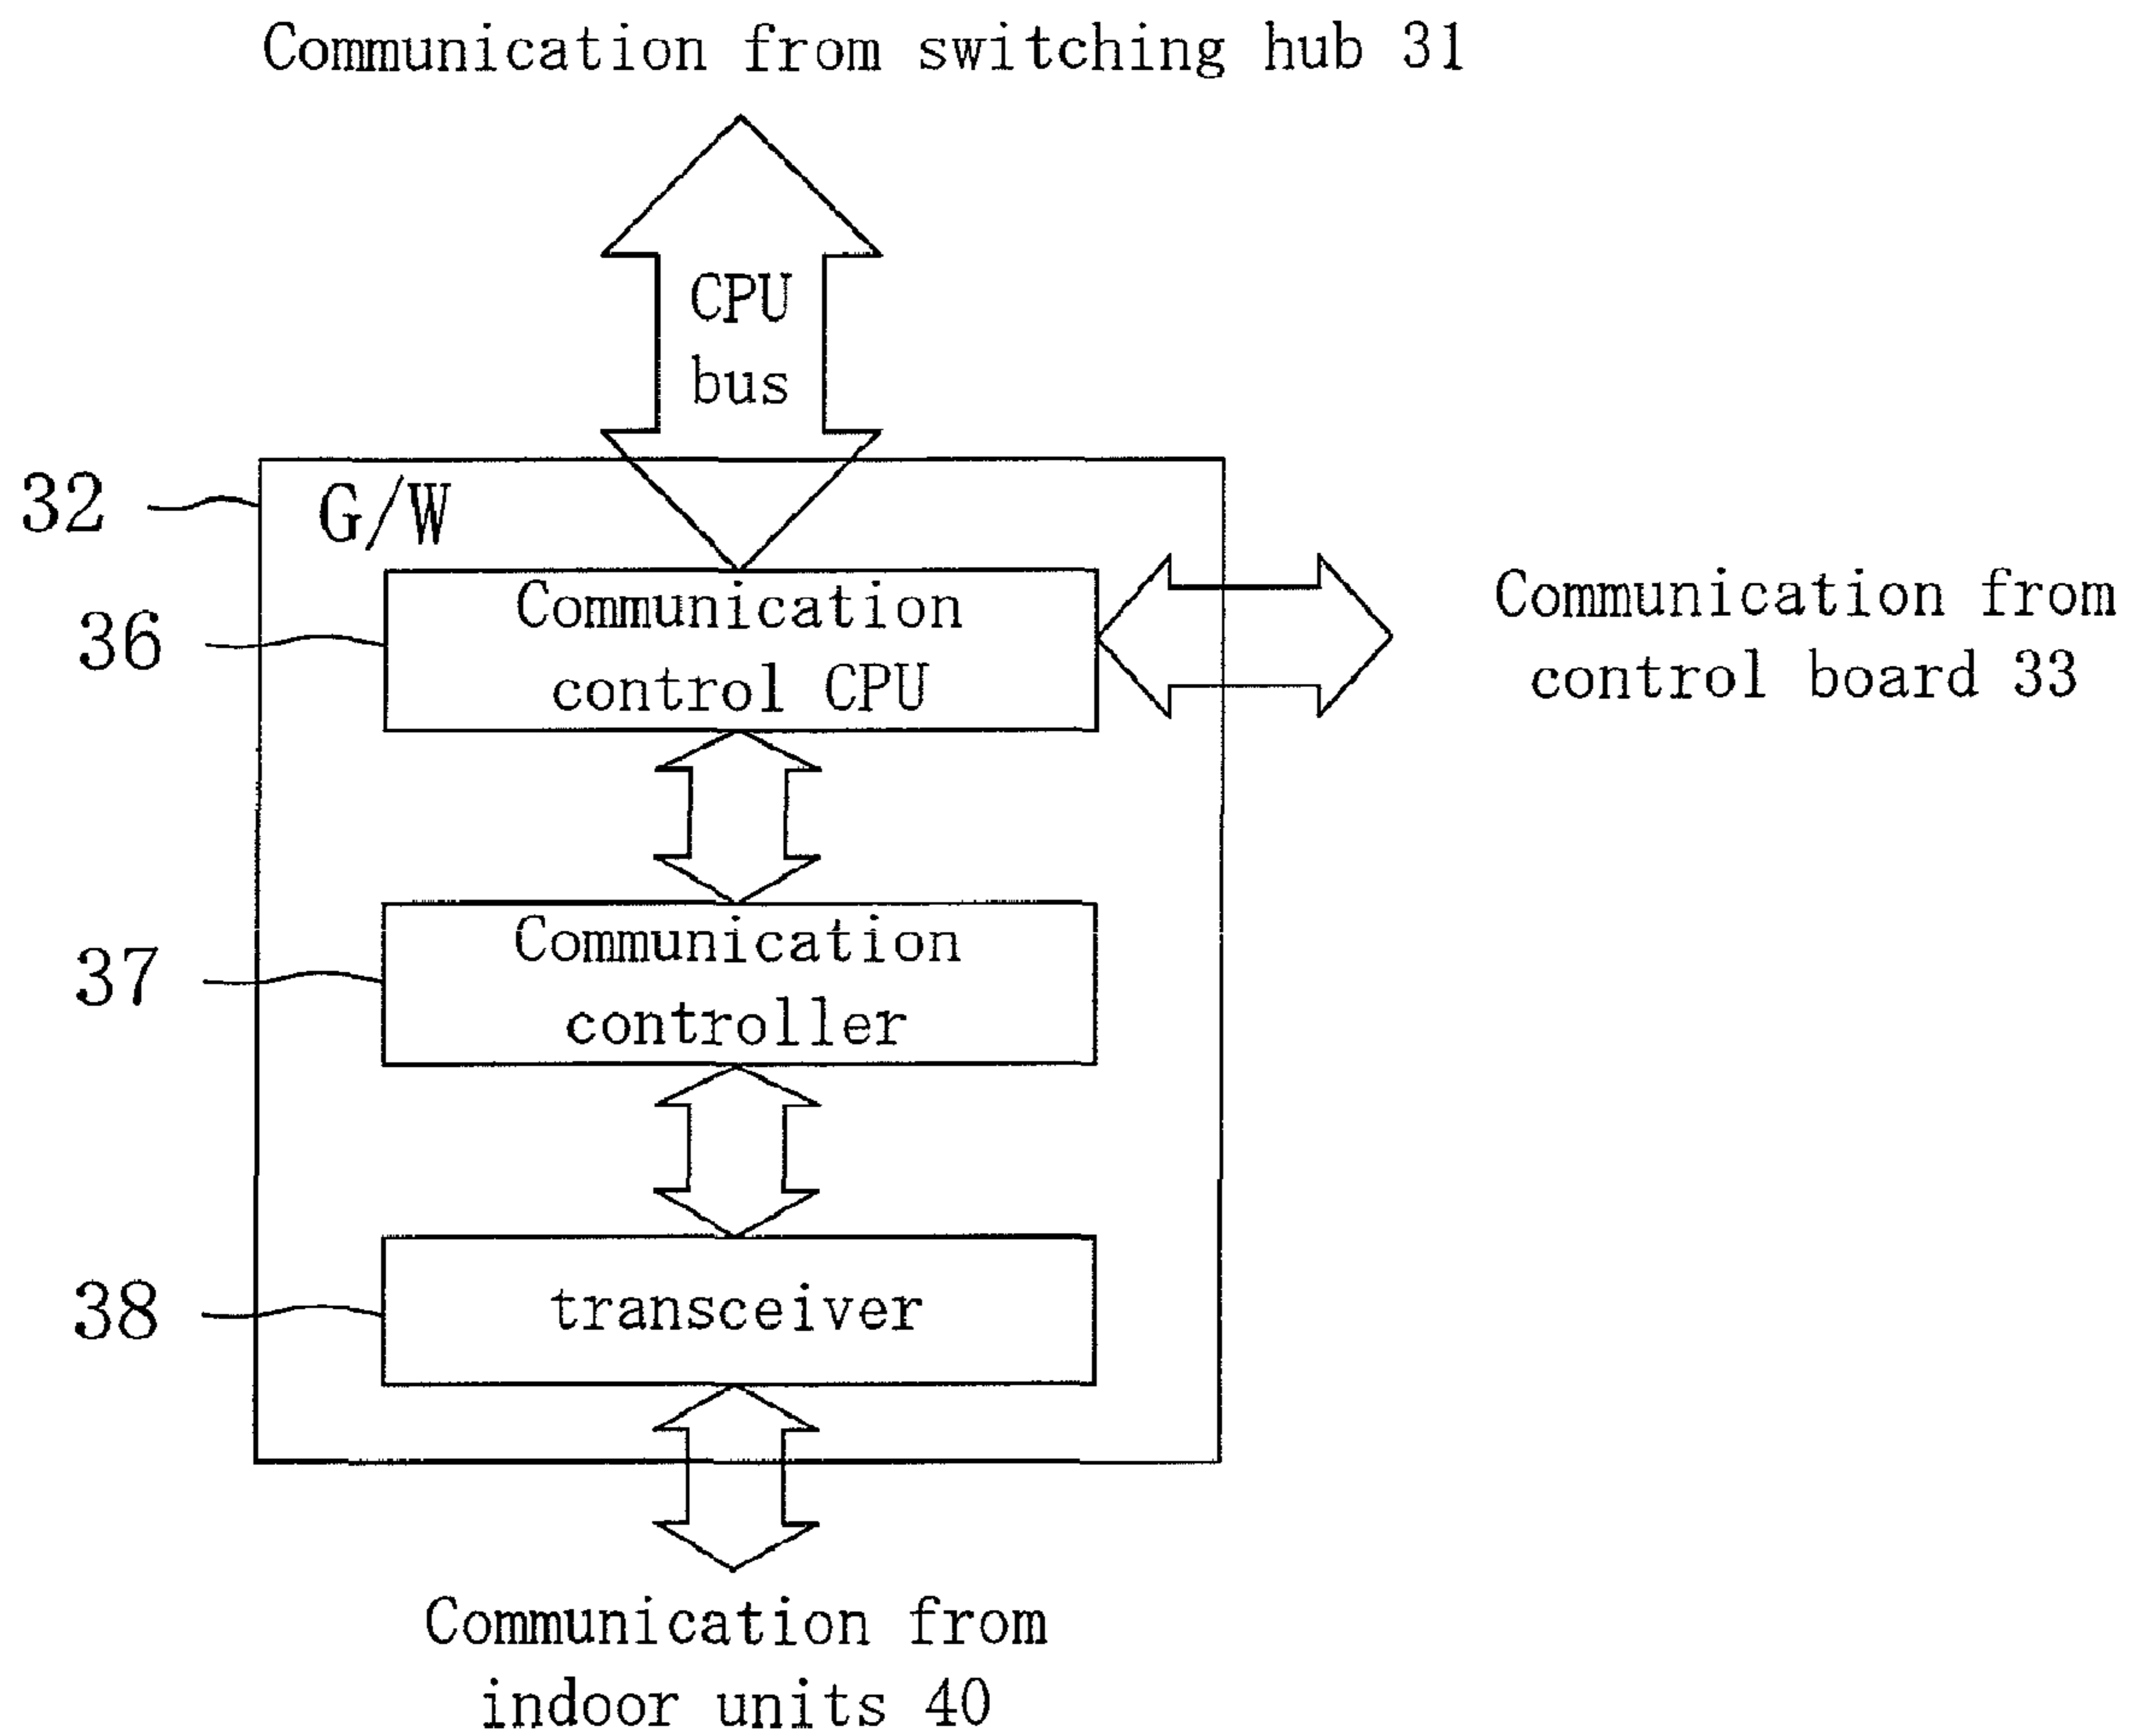 Communication from switching hub 31
CPU
bus
32
G/W
36
Communication
control CPU
Communication from
control board 33
37
Communication
controller
38
transceiver
Communication from
indoor units 40